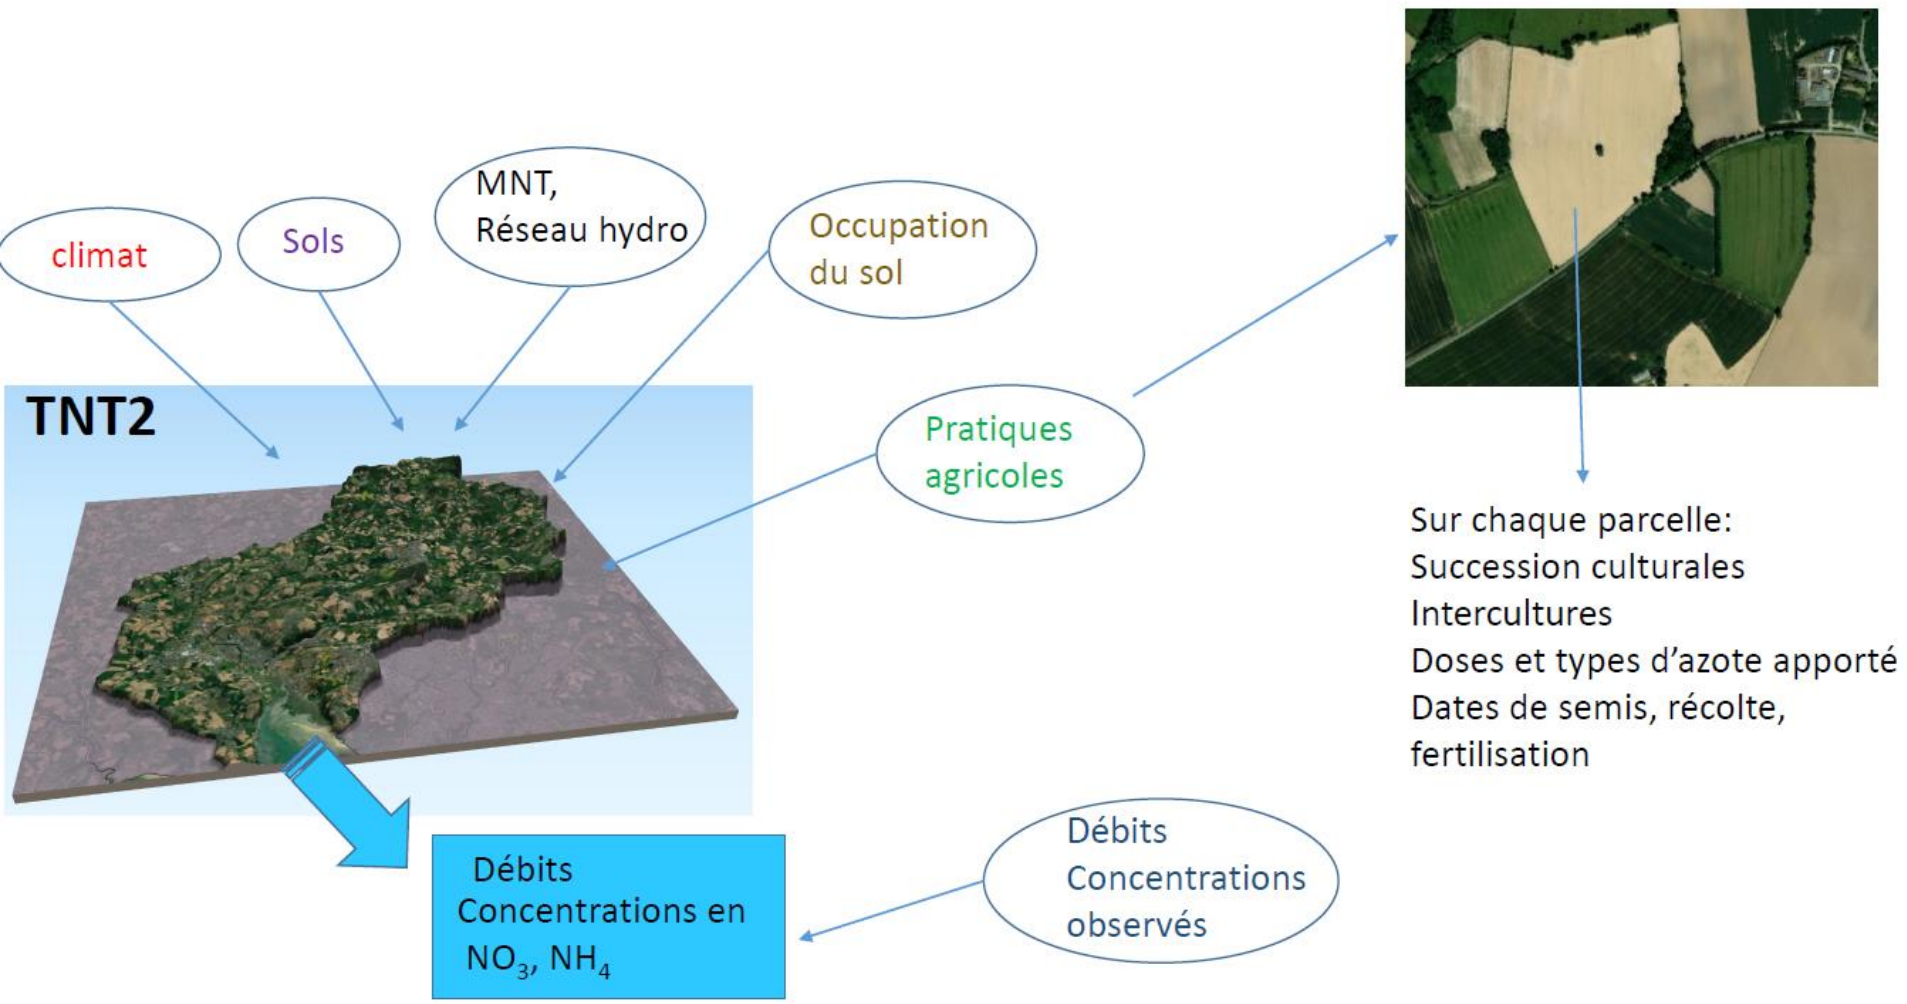 climat
Sols
MNT,
Réseau hydro
Occupation
du sol
TNT2
Pratiques
agricoles
Sur chaque parcelle:
Succession culturales
Intercultures
Doses et types d'azote apporté
Dates de semis, récolte,
fertilisation
Débits
Concentrations en
NO₃, NH₄
Débits
Concentrations
observés